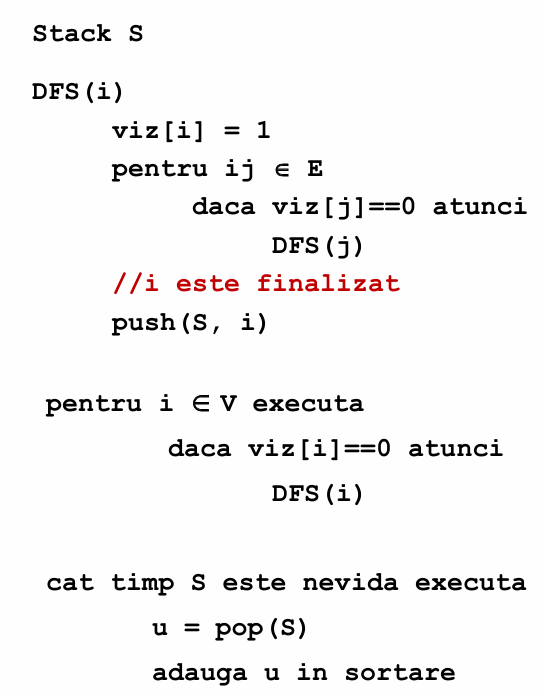 Stack S
DFS(i)
viz[i] = 1
pentru ij ∈ E
daca viz[j]==0 atunci
DFS(j)
//i este finalizat
push(S, i)
pentru i ∈ V executa
daca viz[i]==0 atunci
DFS(i)
cat timp S este nevida executa
u = pop(S)
adauga u in sortare